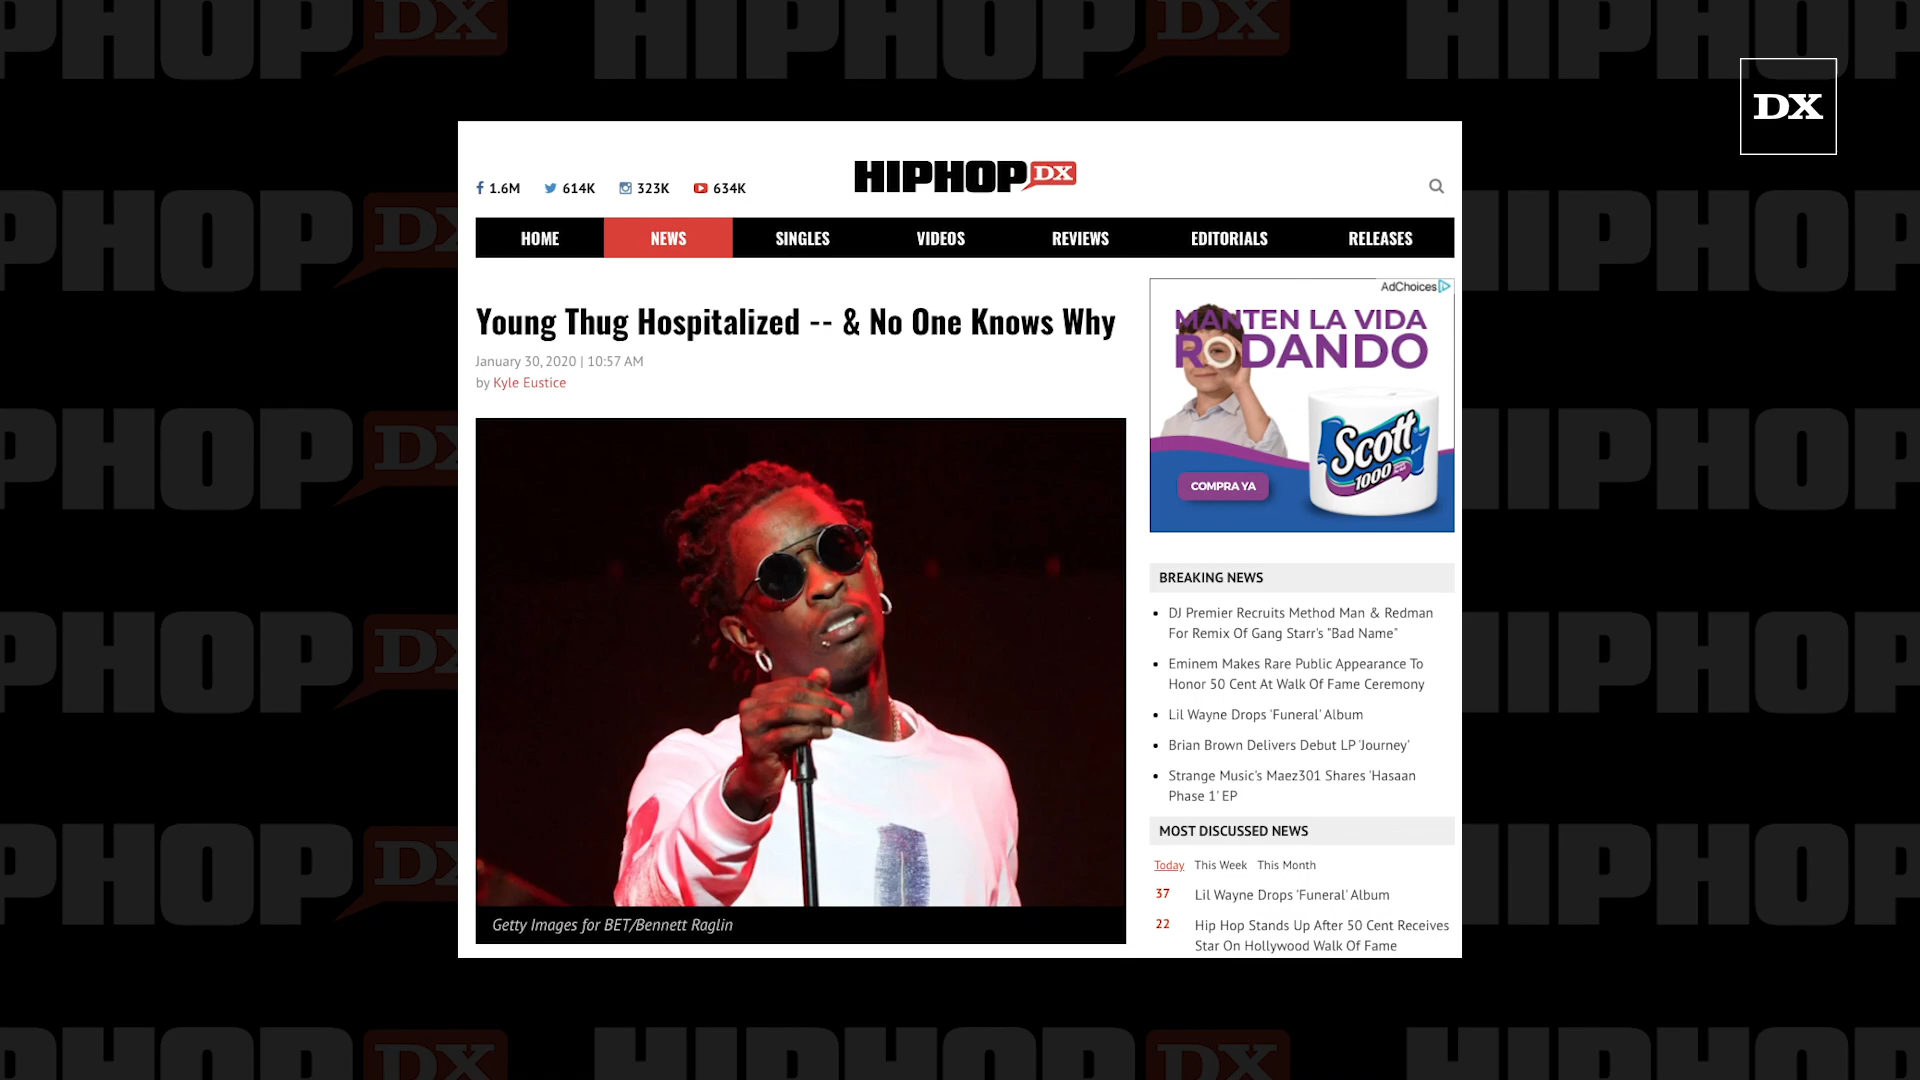 DX
1.6M 614K 323K 634K
HIPHOPDX
HOME NEWS SINGLES VIDEOS REVIEWS EDITORIALS RELEASES
Young Thug Hospitalized -- & No One Knows Why
January 30, 2020 | 10:57 AM
by Kyle Eustice
Getty Images for BET/Bennett Raglin
AdChoices
MANTEN LA VIDA
RODANDO
Scott
1000
COMPRA YA
BREAKING NEWS
DJ Premier Recruits Method Man & Redman
For Remix Of Gang Starr's "Bad Name"
Eminem Makes Rare Public Appearance To
Honor 50 Cent At Walk Of Fame Ceremony
Lil Wayne Drops 'Funeral' Album
Brian Brown Delivers Debut LP 'Journey'
Strange Music's Maez301 Shares 'Hasaan
Phase 1' EP
MOST DISCUSSED NEWS
Today This Week This Month
37 Lil Wayne Drops 'Funeral' Album
22 Hip Hop Stands Up After 50 Cent Receives
Star On Hollywood Walk Of Fame